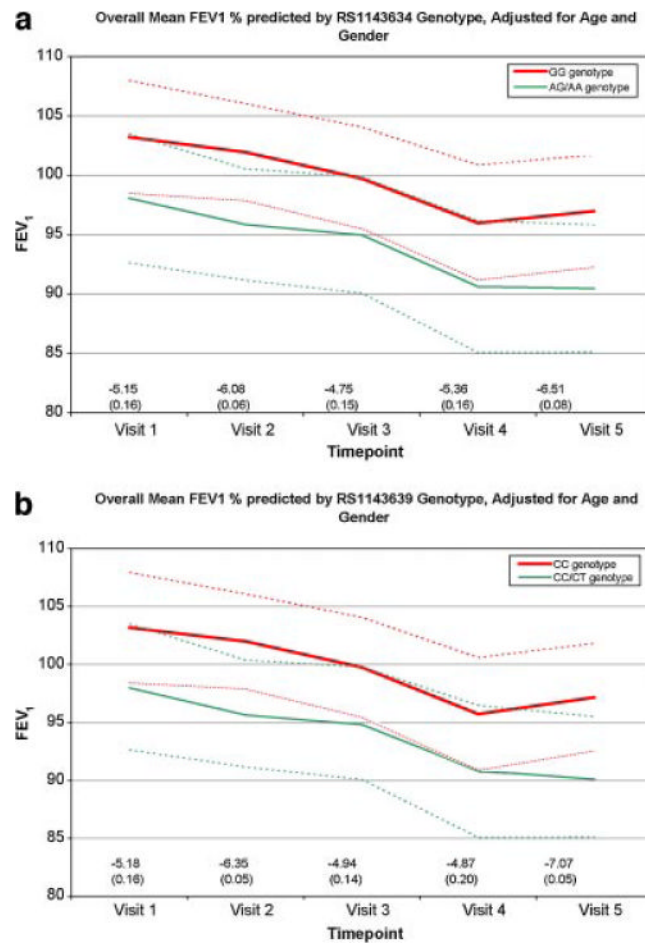 a
Overall Mean FEV1 % predicted by RS1143634 Genotype, Adjusted for Age and
Gender
110
GG genotype
AG/AA genotype
105
100
95
FEV1
90
85
80
-5.15 -6.08 -4.75 -5.36 -6.51
(0.16) (0.06) (0.15) (0.16) (0.08)
Visit 1 Visit 2 Visit 3 Visit 4 Visit 5
Timepoint
b
Overall Mean FEV1 % predicted by RS1143639 Genotype, Adjusted for Age and
Gender
110
CC genotype
CC/CT genotype
105
100
95
FEV1
90
85
80
-5.18 -6.35 -4.94 -4.87 -7.07
(0.16) (0.05) (0.14) (0.20) (0.05)
Visit 1 Visit 2 Visit 3 Visit 4 Visit 5
Timepoint